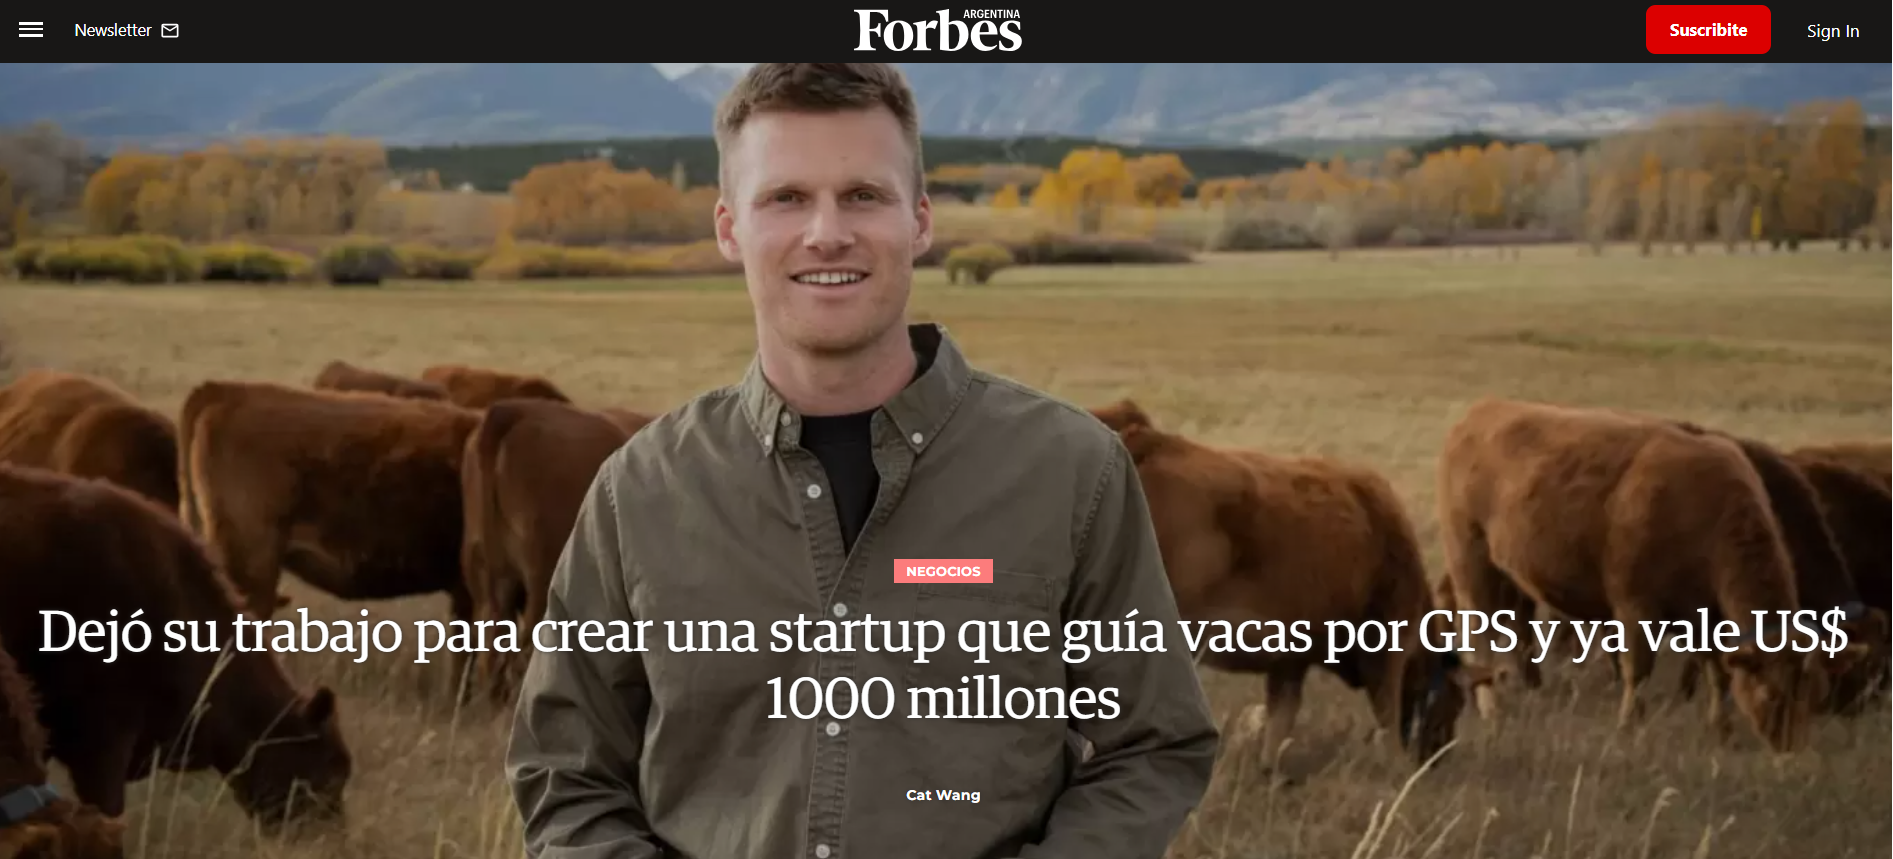 Newsletter
Forbes
ARGENTINA
Suscribite
Sign In
NEGOCIOS
Dejó su trabajo para crear una startup que guía vacas por GPS y ya vale US$
1000 millones
Cat Wang